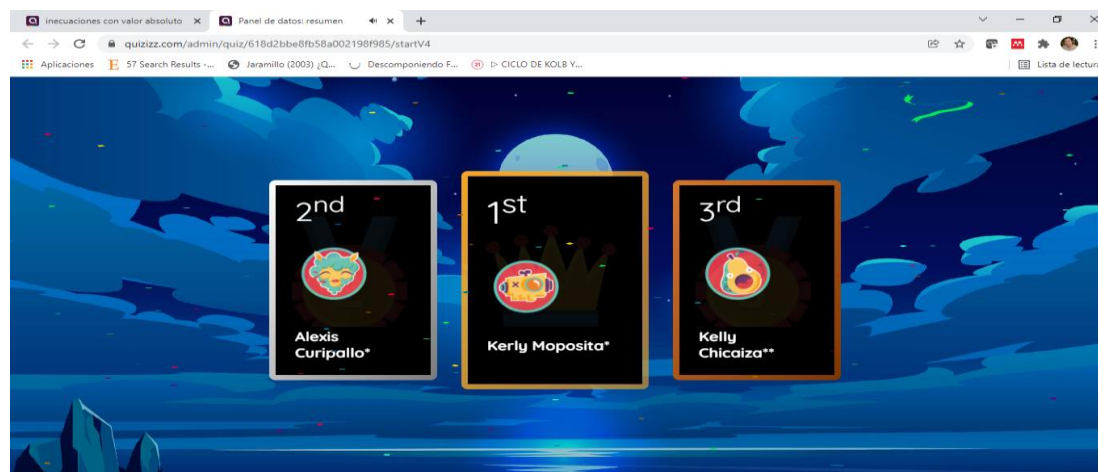 inecuaciones con valor absoluto
Panel de datos: resumen
quizizz.com/admin/quiz/618d2bbe8fb58a002198f985/startV4
Aplicaciones
57 Search Results -...
Jaramillo (2003) ¿Q...
Descomponiendo F...
▷ CICLO DE KOLB Y...
Lista de lectura
2nd
Alexis
Curipallo*
1st
Kerly Moposita*
3rd
Kelly
Chicaiza**